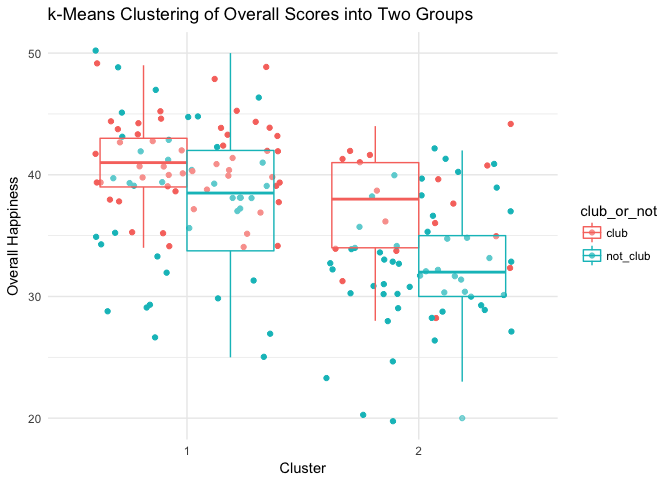 k-Means Clustering of Overall Scores into Two Groups
Overall Happiness
50
40
30
20
1
2
Cluster
club_or_not
club
not_club